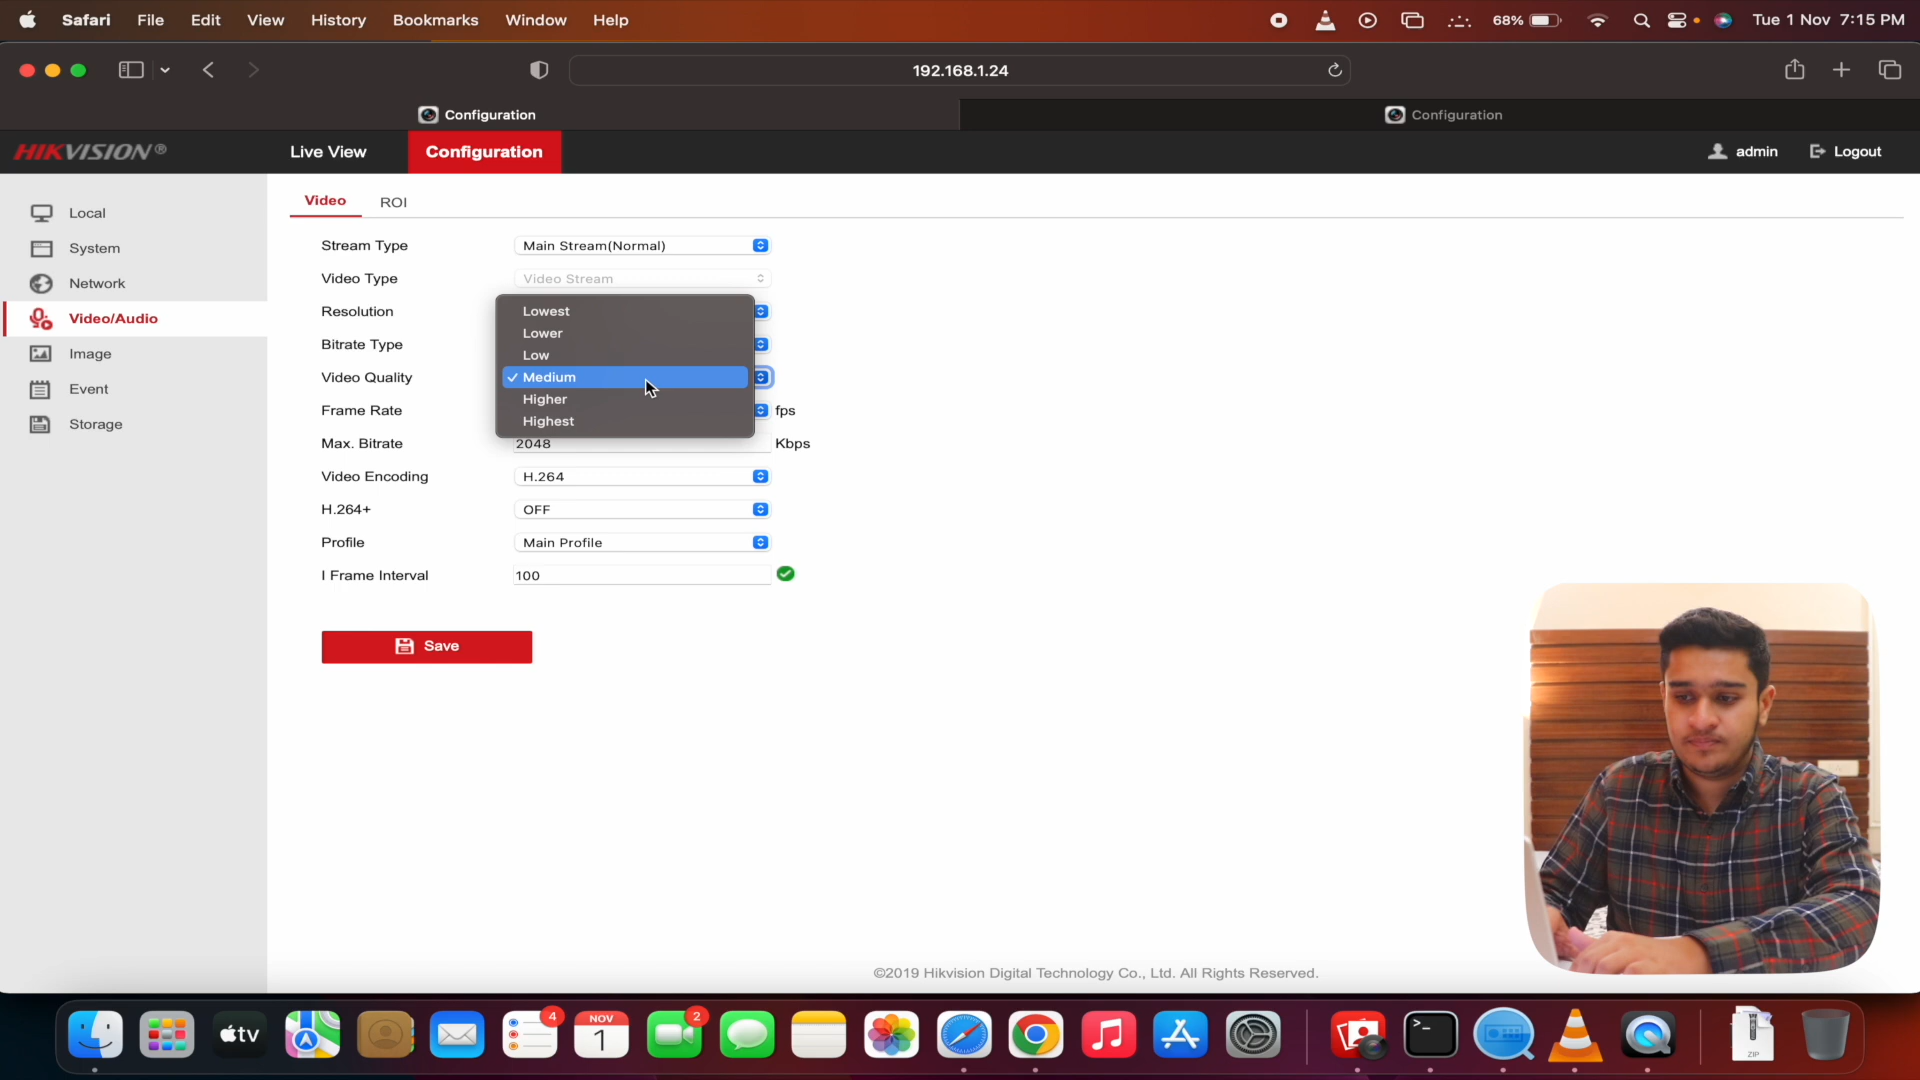 Safari File Edit View History Bookmarks Window Help 68% Tue 1 Nov 7:15 PM
192.168.1.24
Configuration Configuration
HIKVISION® Live View Configuration admin Logout
Video ROI
Local
System
Network
Video/Audio
Image
Event
Storage
Stream Type Main Stream(Normal)
Video Type Video Stream
Resolution
Bitrate Type
Video Quality
Frame Rate fps
Lowest
Lower
Low
✓ Medium
Higher
Highest
Max. Bitrate 2048 Kbps
Video Encoding H.264
H.264+ OFF
Profile Main Profile
I Frame Interval 100
Save
©2019 Hikvision Digital Technology Co., Ltd. All Rights Reserved.
tv 4 NOV 1 2 >_ ZIP